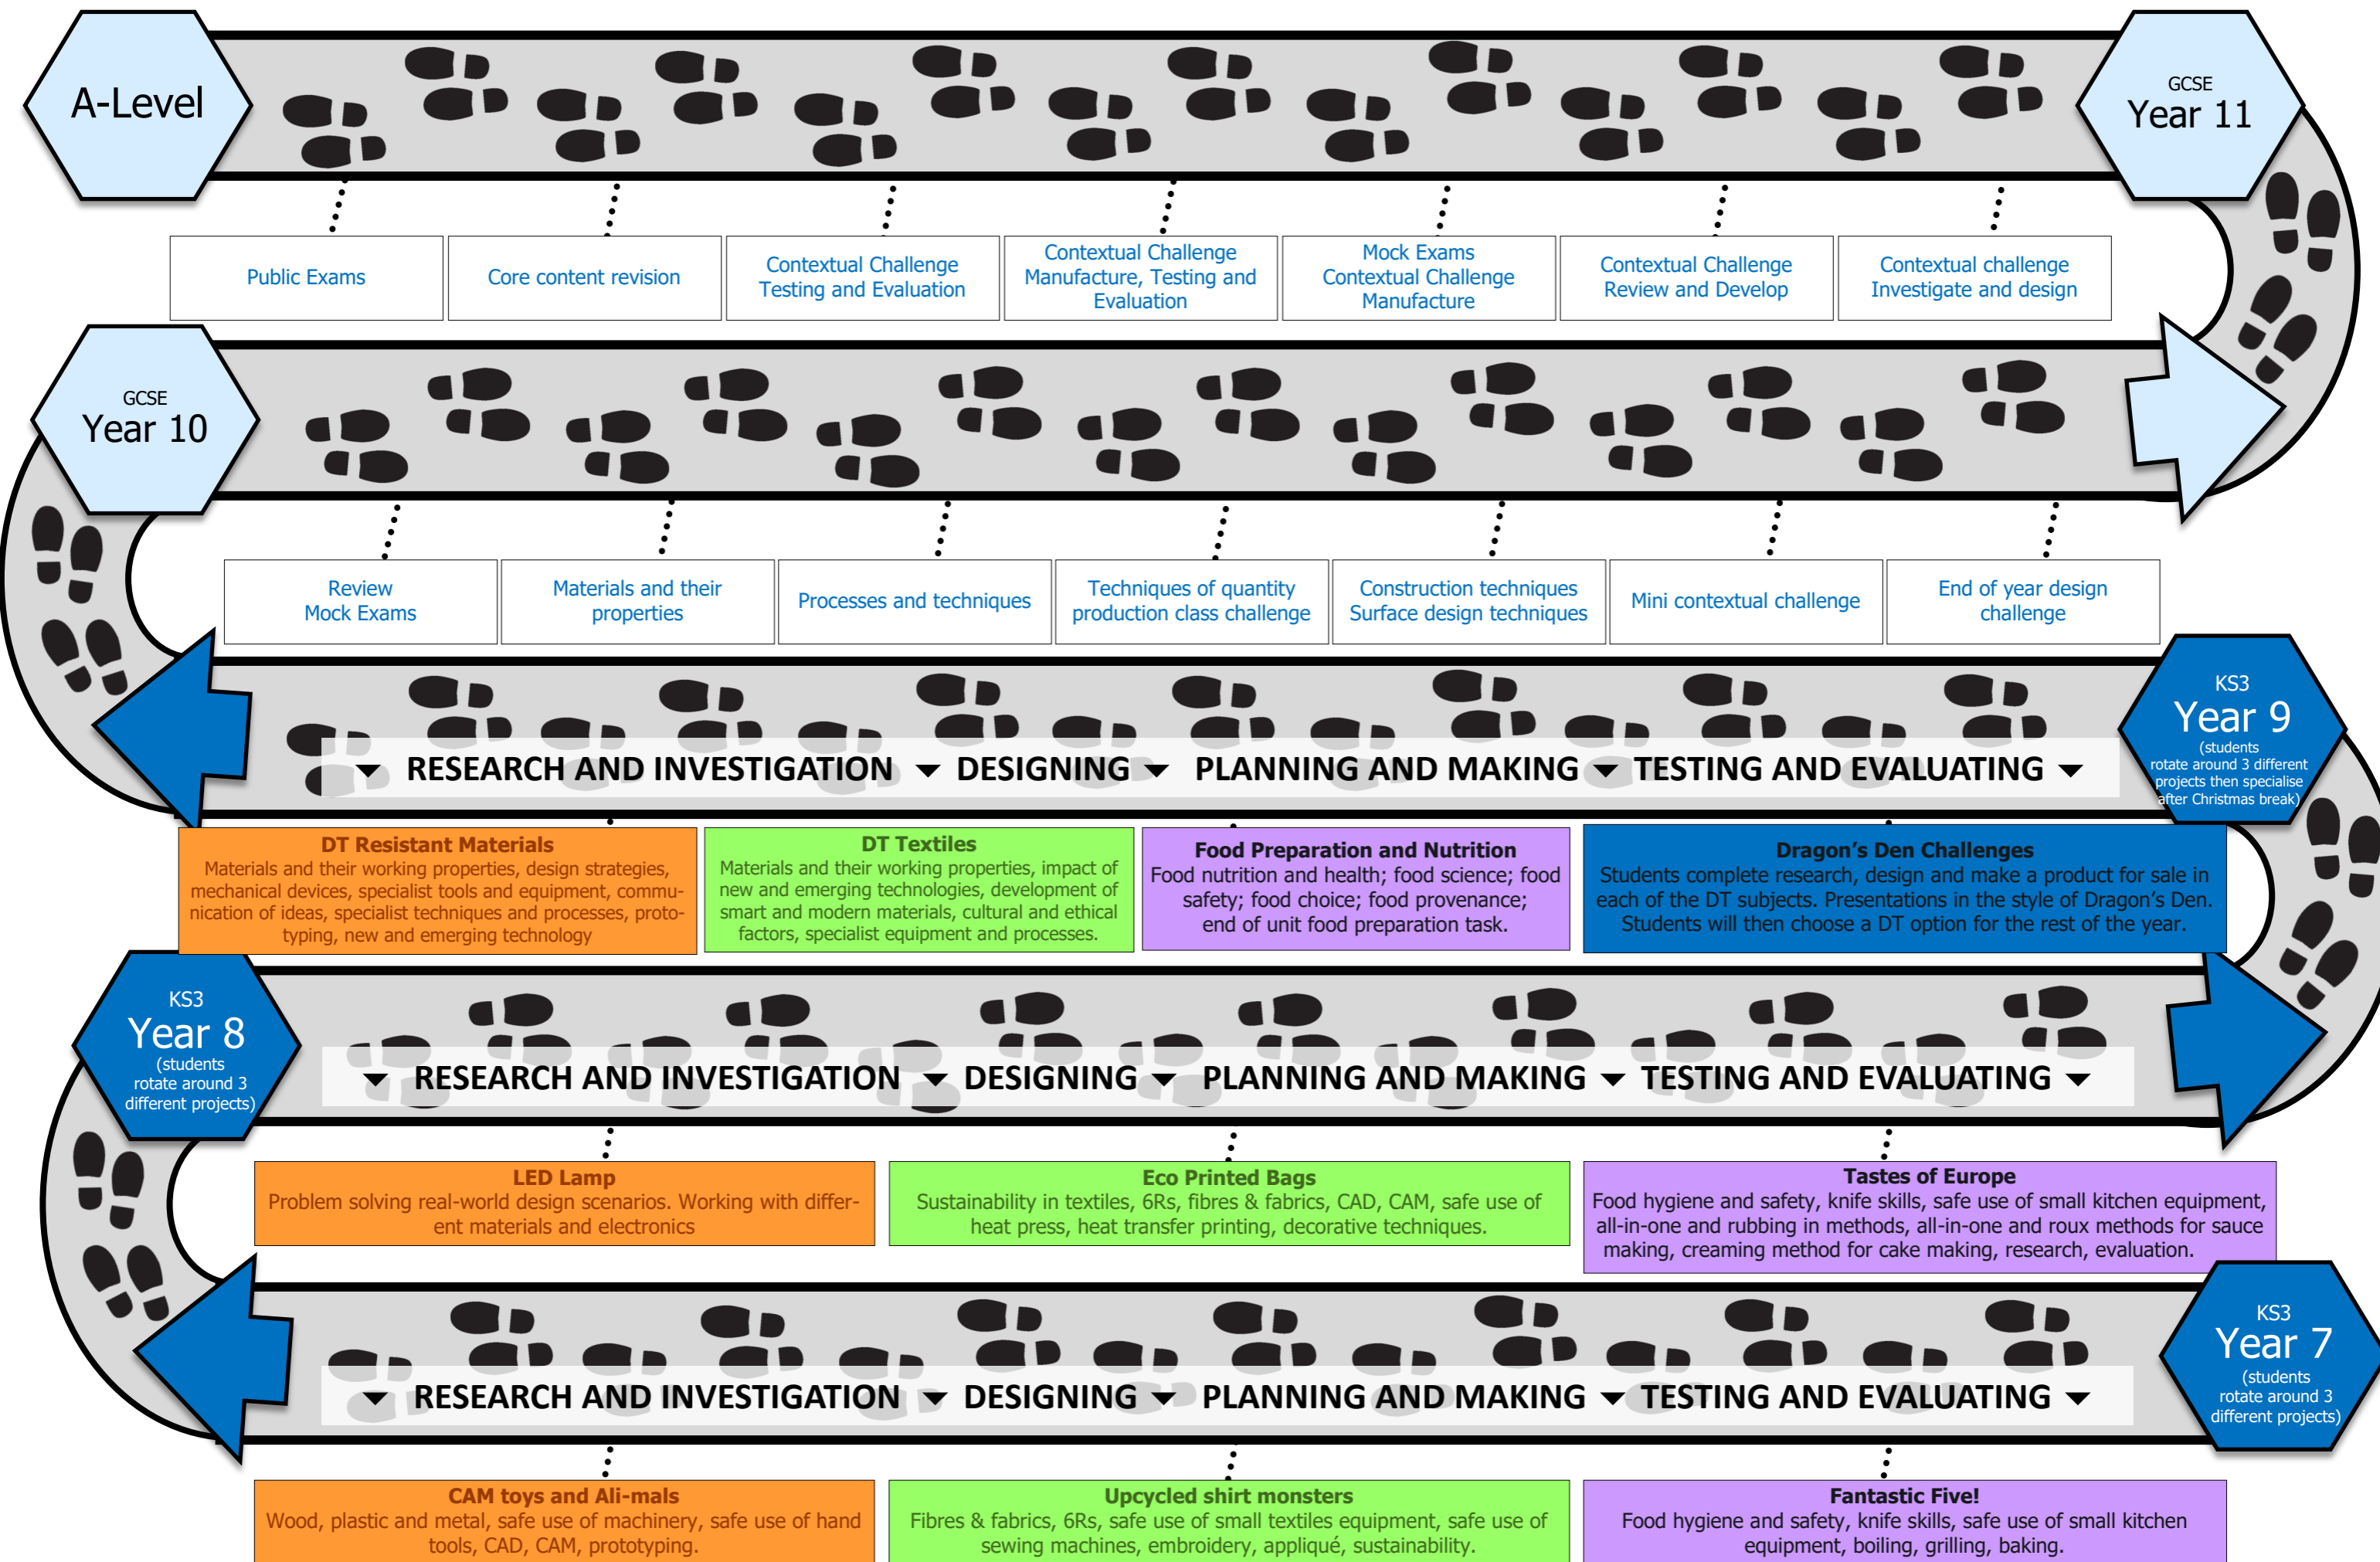 A-Level
GCSE
Year 11
Public Exams
Core content revision
Contextual Challenge
Testing and Evaluation
Contextual Challenge
Manufacture, Testing and
Evaluation
Mock Exams
Contextual Challenge
Manufacture
Contextual Challenge
Review and Develop
Contextual challenge
Investigate and design
GCSE
Year 10
Review
Mock Exams
Materials and their
properties
Processes and techniques
Techniques of quantity
production class challenge
Construction techniques
Surface design techniques
Mini contextual challenge
End of year design
challenge
KS3
Year 9
(students
rotate around 3 different
projects then specialise
after Christmas break)
RESEARCH AND INVESTIGATION DESIGNING PLANNING AND MAKING TESTING AND EVALUATING
DT Resistant Materials
Materials and their working properties, design strategies,
mechanical devices, specialist tools and equipment, commu-
nication of ideas, specialist techniques and processes, proto-
typing, new and emerging technology
DT Textiles
Materials and their working properties, impact of
new and emerging technologies, development of
smart and modern materials, cultural and ethical
factors, specialist equipment and processes.
Food Preparation and Nutrition
Food nutrition and health; food science; food
safety; food choice; food provenance;
end of unit food preparation task.
Dragon's Den Challenges
Students complete research, design and make a product for sale in
each of the DT subjects. Presentations in the style of Dragon's Den.
Students will then choose a DT option for the rest of the year.
KS3
Year 8
(students
rotate around 3
different projects)
RESEARCH AND INVESTIGATION DESIGNING PLANNING AND MAKING TESTING AND EVALUATING
LED Lamp
Problem solving real-world design scenarios. Working with differ-
ent materials and electronics
Eco Printed Bags
Sustainability in textiles, 6Rs, fibres & fabrics, CAD, CAM, safe use of
heat press, heat transfer printing, decorative techniques.
Tastes of Europe
Food hygiene and safety, knife skills, safe use of small kitchen equipment,
all-in-one and rubbing in methods, all-in-one and roux methods for sauce
making, creaming method for cake making, research, evaluation.
KS3
Year 7
(students
rotate around 3
different projects)
RESEARCH AND INVESTIGATION DESIGNING PLANNING AND MAKING TESTING AND EVALUATING
CAM toys and Ali-mals
Wood, plastic and metal, safe use of machinery, safe use of hand
tools, CAD, CAM, prototyping.
Upcycled shirt monsters
Fibres & fabrics, 6Rs, safe use of small textiles equipment, safe use of
sewing machines, embroidery, appliqué, sustainability.
Fantastic Five!
Food hygiene and safety, knife skills, safe use of small kitchen
equipment, boiling, grilling, baking.